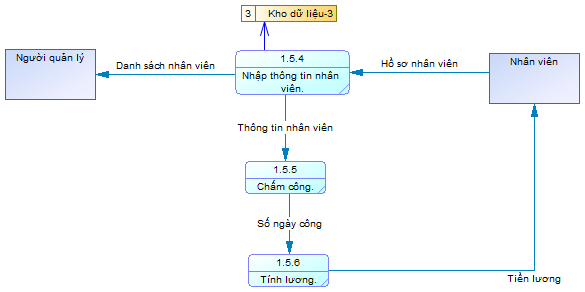 3 Kho dữ liệu-3
Người quản lý
Danh sách nhân viên
1.5.4
Nhập thông tin nhân
viên.
Hồ sơ nhân viên
Nhân viên
Thông tin nhân viên
1.5.5
Chấm công.
Số ngày công
1.5.6
Tính lương.
Tiền lương